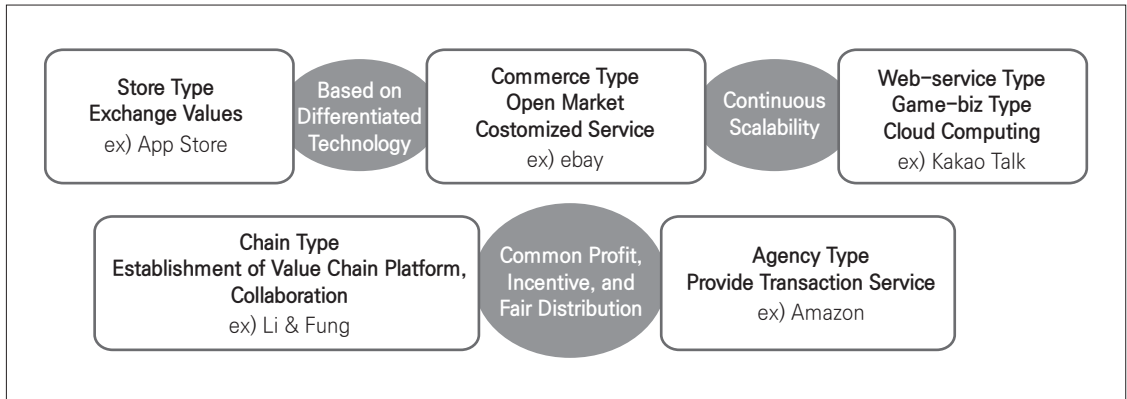 Store Type
Exchange Values
ex) App Store
Based on
Differentiated
Technology
Commerce Type
Open Market
Costomized Service
ex) ebay
Continuous
Scalability
Web-service Type
Game-biz Type
Cloud Computing
ex) Kakao Talk
Chain Type
Establishment of Value Chain Platform,
Collaboration
ex) Li & Fung
Common Profit,
Incentive, and
Fair Distribution
Agency Type
Provide Transaction Service
ex) Amazon